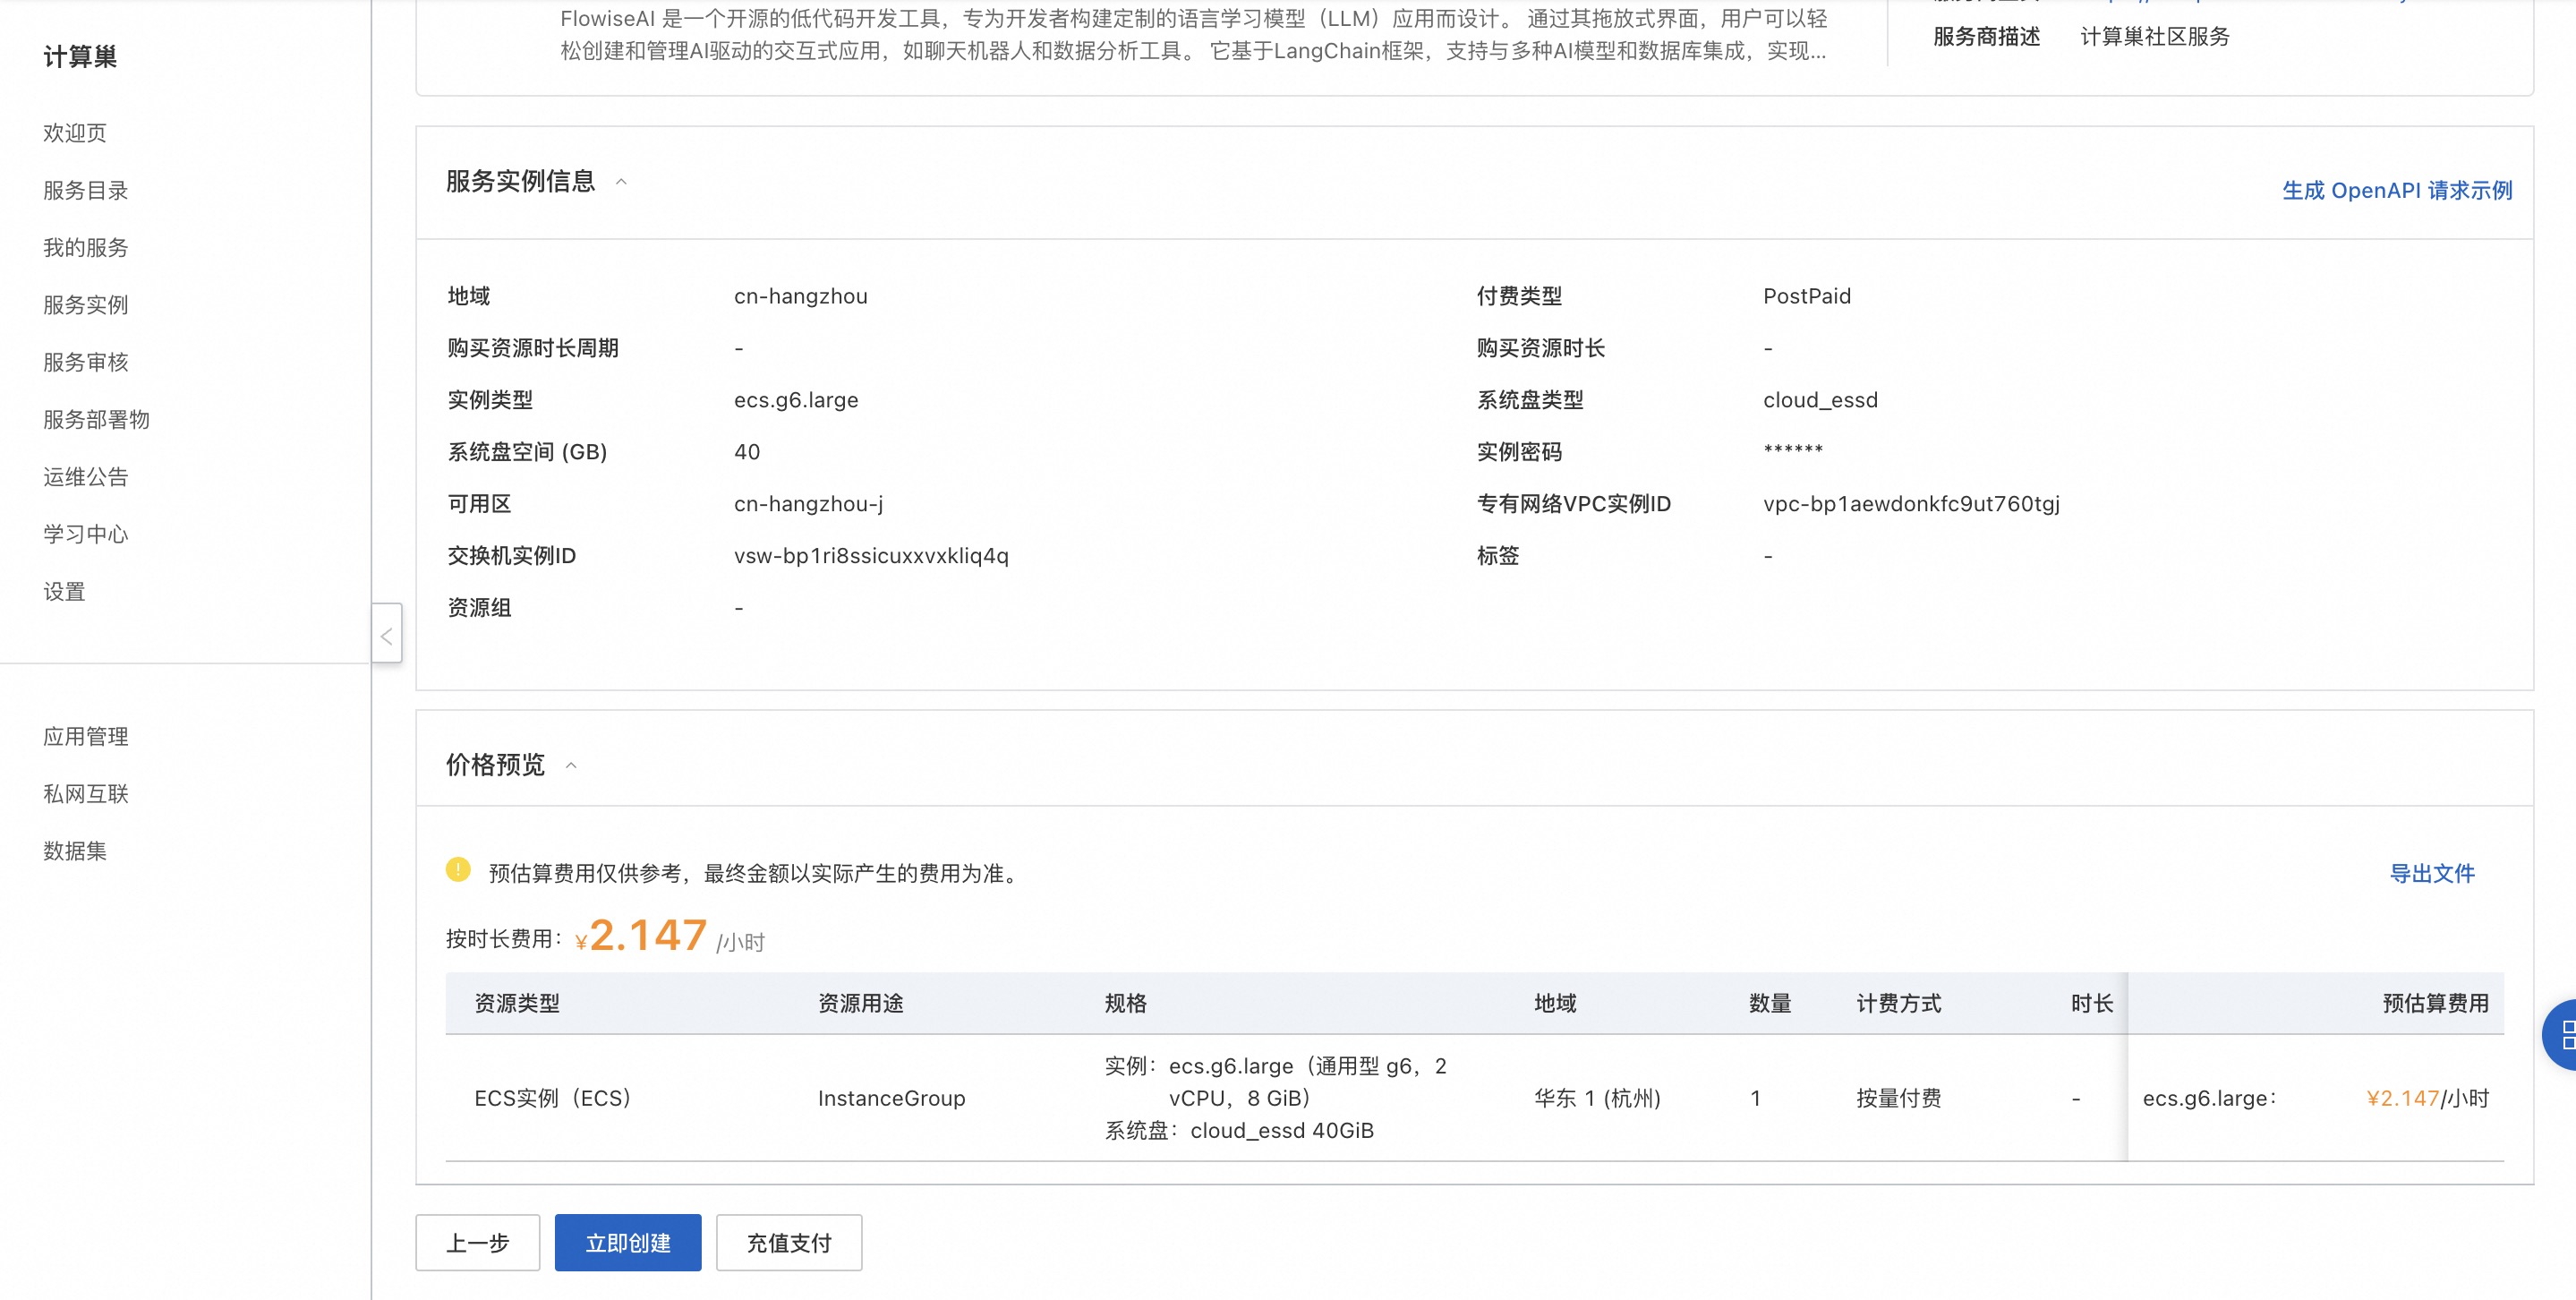 计算巢
欢迎页
服务目录
我的服务
服务实例
服务审核
服务部署物
运维公告
学习中心
设置
应用管理
私网互联
数据集
FlowiseAI 是一个开源的低代码开发工具，专为开发者构建定制的语言学习模型（LLM）应用而设计。 通过其拖放式界面，用户可以轻
松创建和管理AI驱动的交互式应用，如聊天机器人和数据分析工具。 它基于LangChain框架，支持与多种AI模型和数据库集成，实现...
服务商描述 计算巢社区服务
服务实例信息
生成 OpenAPI 请求示例
地域 cn-hangzhou 付费类型 PostPaid
购买资源时长周期 - 购买资源时长 -
实例类型 ecs.g6.large 系统盘类型 cloud_essd
系统盘空间 (GB) 40 实例密码 ******
可用区 cn-hangzhou-j 专有网络VPC实例ID vpc-bp1aewdonkfc9ut760tgj
交换机实例ID vsw-bp1ri8ssicuxxvxkliq4q 标签 -
资源组 -
价格预览
预估算费用仅供参考，最终金额以实际产生的费用为准。 导出文件
按时长费用： ¥2.147 /小时
资源类型 资源用途 规格 地域 数量 计费方式 时长 预估算费用
实例：ecs.g6.large（通用型 g6，2
ECS实例（ECS） InstanceGroup vCPU，8 GiB） 华东 1 (杭州) 1 按量付费 - ecs.g6.large： ¥2.147/小时
系统盘：cloud_essd 40GiB
上一步 立即创建 充值支付